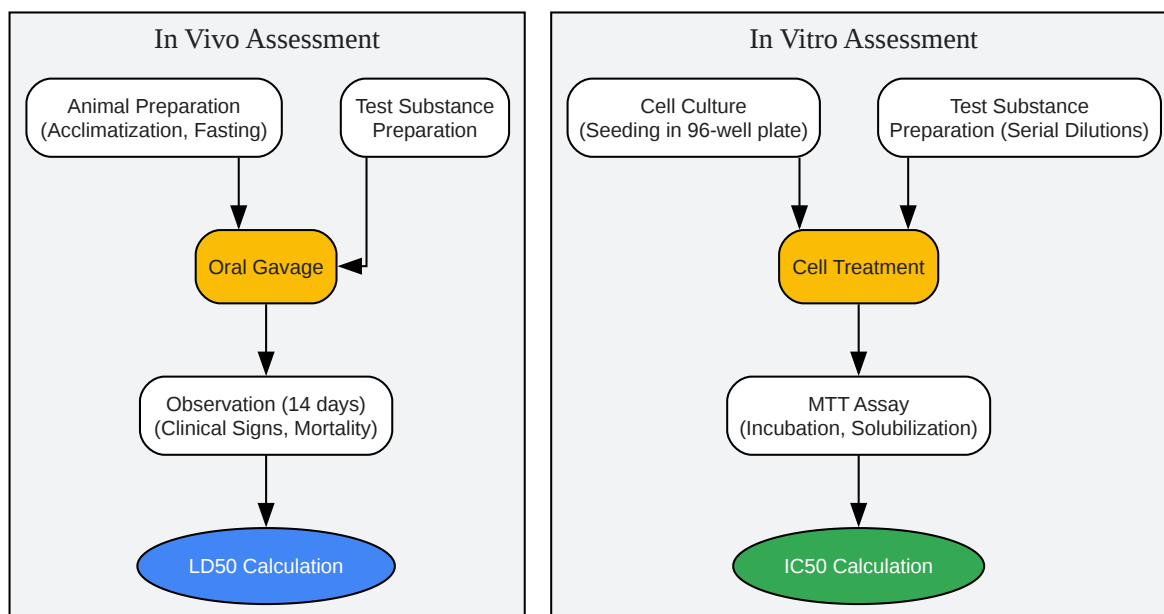 In Vivo Assessment
Animal Preparation
(Acclimatization, Fasting)
Test Substance
Preparation
Oral Gavage
Observation (14 days)
(Clinical Signs, Mortality)
LD50 Calculation
In Vitro Assessment
Cell Culture
(Seeding in 96-well plate)
Test Substance
Preparation (Serial Dilutions)
Cell Treatment
MTT Assay
(Incubation, Solubilization)
IC50 Calculation